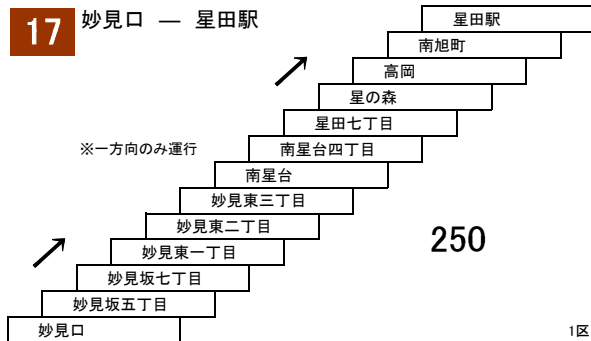 17 妙見口 ― 星田駅
星田駅
南旭町
高岡
星の森
星田七丁目
※一方向のみ運行
南星台四丁目
南星台
妙見東三丁目
妙見東二丁目
250
妙見東一丁目
妙見坂七丁目
妙見坂五丁目
妙見口
1区